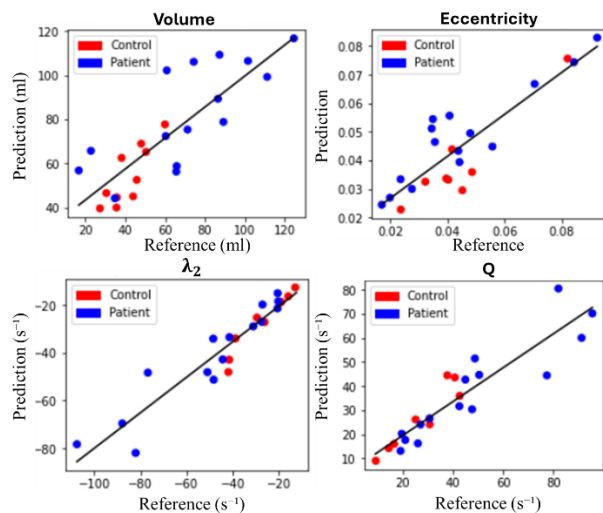 Volume
Control
Patient
Prediction (ml)
120
100
80
60
40
20
40
60
80
100
120
Reference (ml)
Eccentricity
Control
Patient
Prediction
0.08
0.07
0.06
0.05
0.04
0.03
0.02
0.02
0.04
0.06
0.08
Reference
λ₂
Control
Patient
Prediction (s⁻¹)
−20
−40
−60
−80
−100
−80
−60
−40
−20
Reference (s⁻¹)
Q
Control
Patient
Prediction (s⁻¹)
80
70
60
50
40
30
20
10
20
40
60
80
Reference (s⁻¹)